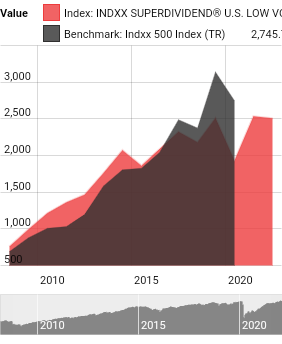 Value Index: INDXX SUPERDIVIDEND® U.S. LOW VO
Benchmark: Indxx 500 Index (TR) 2,745.
3,000
2,500
2,000
1,500
1,000
500
2010 2015 2020
2010 2015 2020